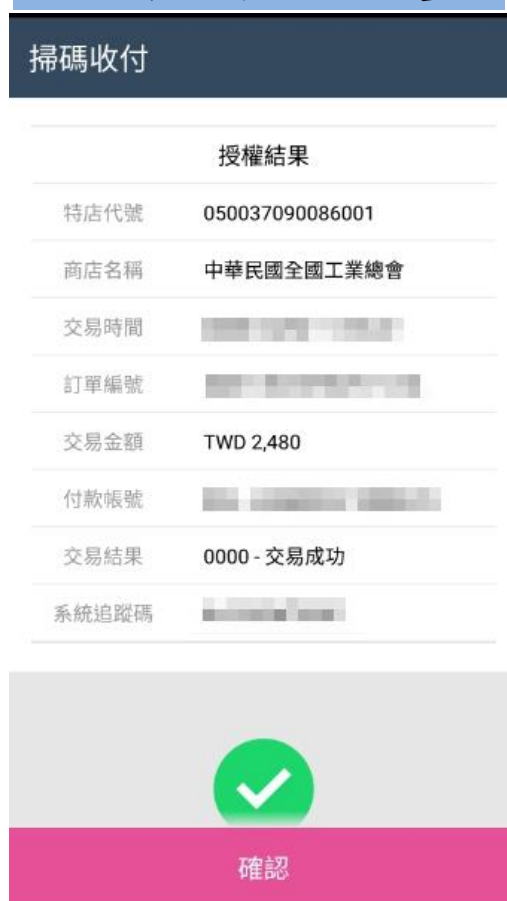 掃碼收付
授權結果
特店代號 050037090086001
商店名稱 中華民國全國工業總會
交易時間
訂單編號
交易金額 TWD 2,480
付款帳號
交易結果 0000 - 交易成功
系統追蹤碼
確認